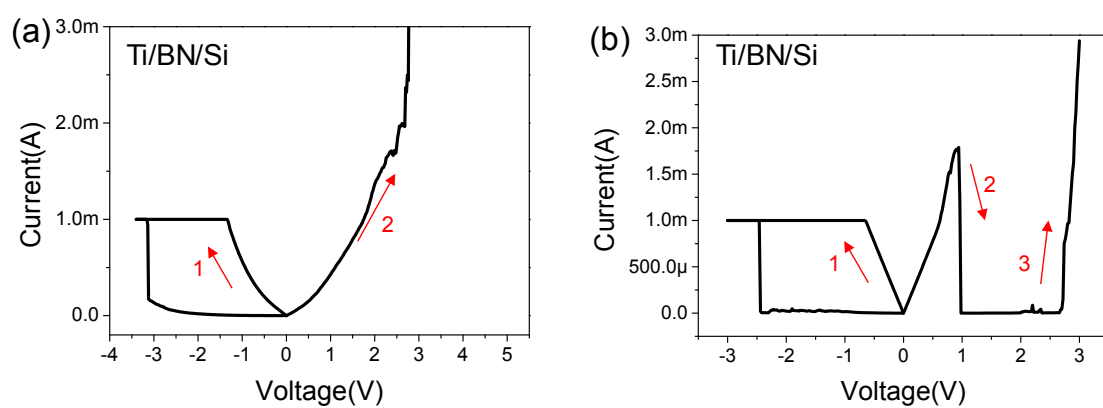 (a)
Ti/BN/Si
Current(A)
3.0m
2.0m
1.0m
0.0
1
2
-4 -3 -2 -1 0 1 2 3 4 5
Voltage(V)
(b)
Ti/BN/Si
Current(A)
3.0m
2.5m
2.0m
1.5m
1.0m
500.0μ
0.0
1
2
3
-3 -2 -1 0 1 2 3
Voltage(V)